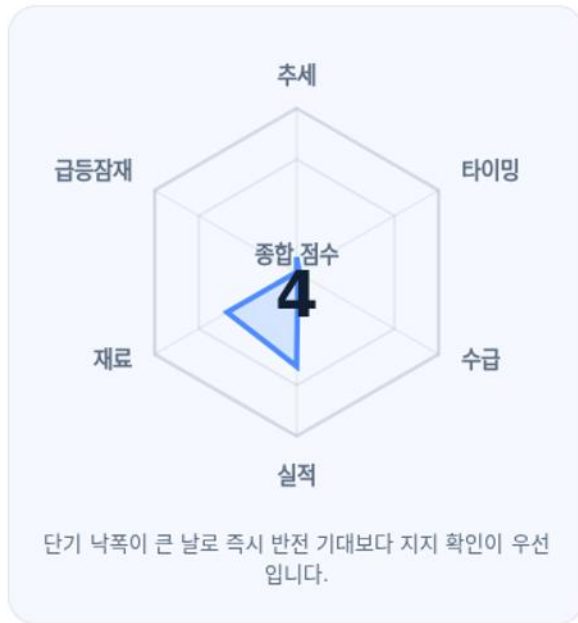 추세
급등잠재
타이밍
종합 점수
4
재료
수급
실적
단기 낙폭이 큰 날로 즉시 반전 기대보다 지지 확인이 우선
입니다.